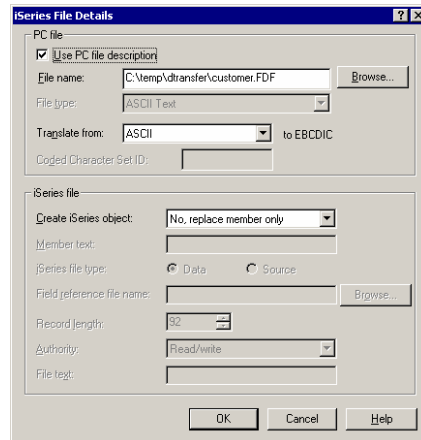 iSeries File Details
PC file
Use PC file description
File name: C:\temp\dtransfer\customer.FDF Browse...
File type: ASCII Text
Translate from: ASCII to EBCDIC
Coded Character Set ID:
iSeries file
Create iSeries object: No, replace member only
Member text:
iSeries file type: Data Source
Field reference file name: Browse...
Record length: 92
Authority: Read/write
File text:
OK Cancel Help